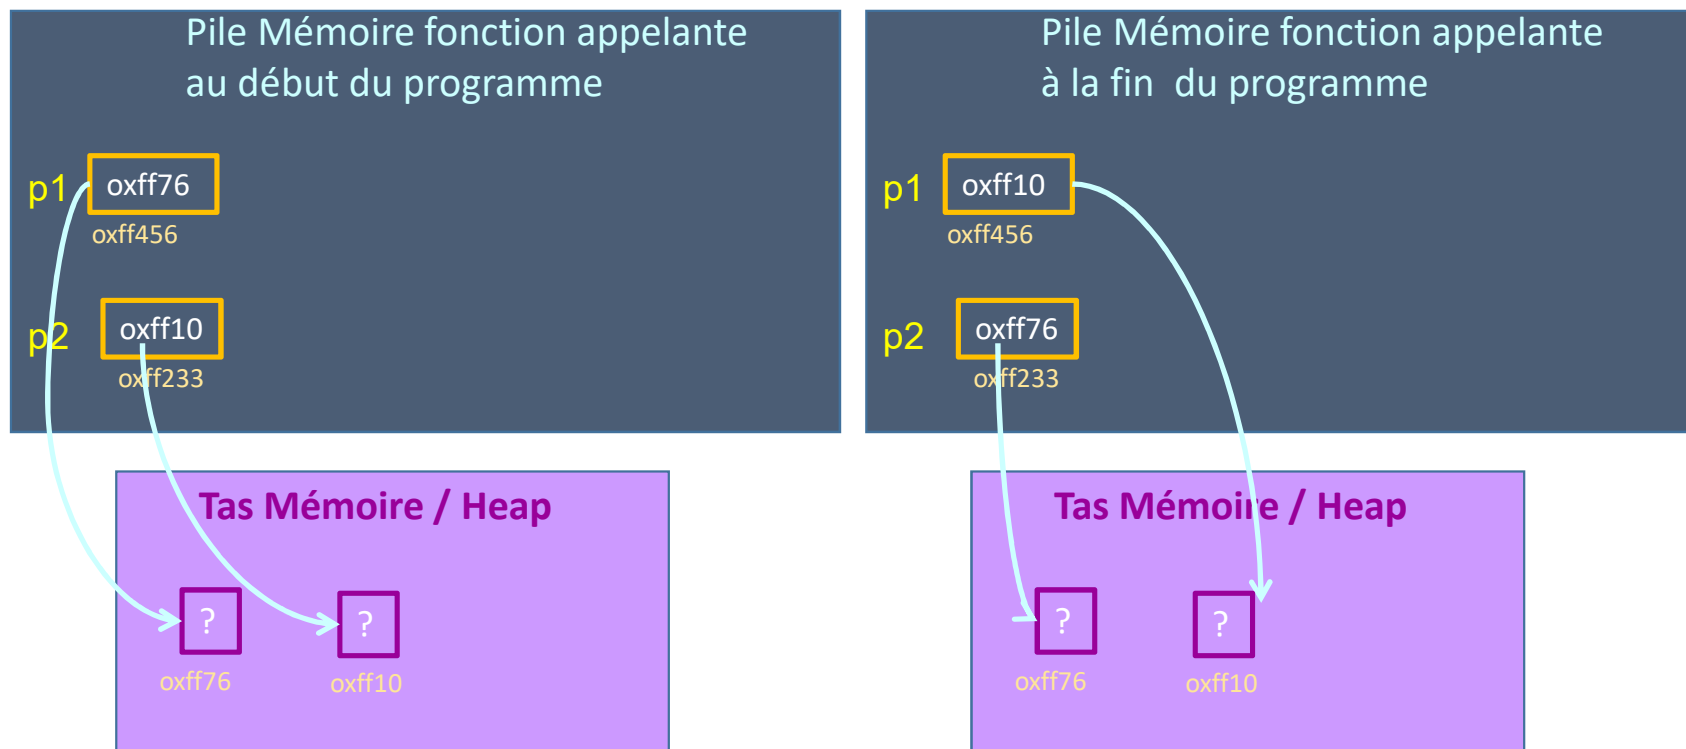 Pile Mémoire fonction appelante
au début du programme
p1
oxff76
oxff456
p2
oxff10
oxff233
Tas Mémoire / Heap
?
?
oxff76
oxff10
Pile Mémoire fonction appelante
à la fin du programme
p1
oxff10
oxff456
p2
oxff76
oxff233
Tas Mémoire / Heap
?
?
oxff76
oxff10